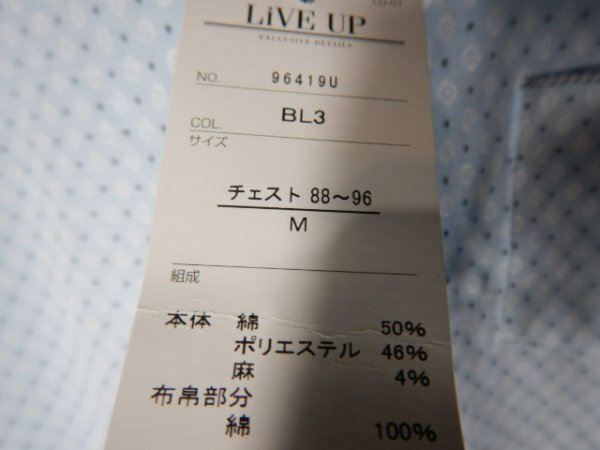 LU-01
LiVE UP
EXCLUSIVE DETAILS
NO. 96419U
COL. BL3
サイズ
チェスト 88～96
M
組成
本体 綿 50%
ポリエステル 46%
麻 4%
布帛部分
綿 100%